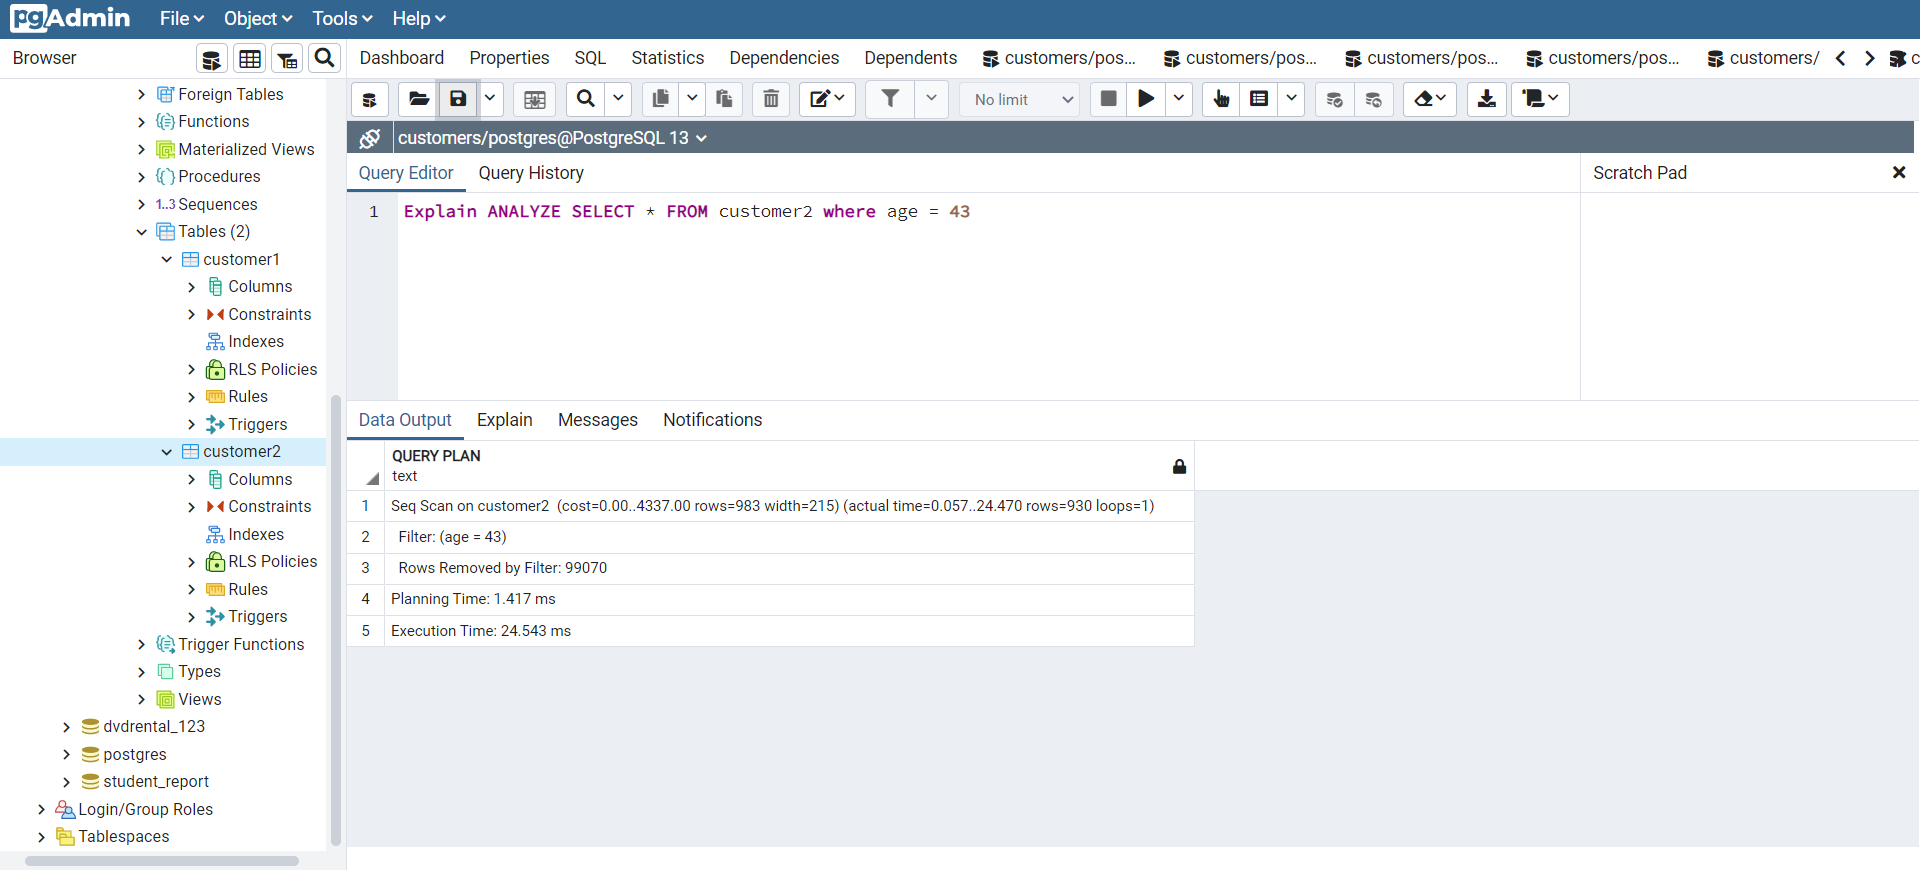 pgAdmin File Object Tools Help
Browser
Dashboard Properties SQL Statistics Dependencies Dependents customers/pos... customers/pos... customers/pos... customers/pos... customers/ c
No limit
customers/postgres@PostgreSQL 13
Query Editor Query History
Scratch Pad
1 Explain ANALYZE SELECT * FROM customer2 where age = 43
Foreign Tables
Functions
Materialized Views
Procedures
1..3 Sequences
Tables (2)
customer1
Columns
Constraints
Indexes
RLS Policies
Rules
Triggers
customer2
Columns
Constraints
Indexes
RLS Policies
Rules
Triggers
Trigger Functions
Types
Views
dvdrental_123
postgres
student_report
Login/Group Roles
Tablespaces
Data Output Explain Messages Notifications
QUERY PLAN
text
1 Seq Scan on customer2 (cost=0.00..4337.00 rows=983 width=215) (actual time=0.057..24.470 rows=930 loops=1)
2 Filter: (age = 43)
3 Rows Removed by Filter: 99070
4 Planning Time: 1.417 ms
5 Execution Time: 24.543 ms